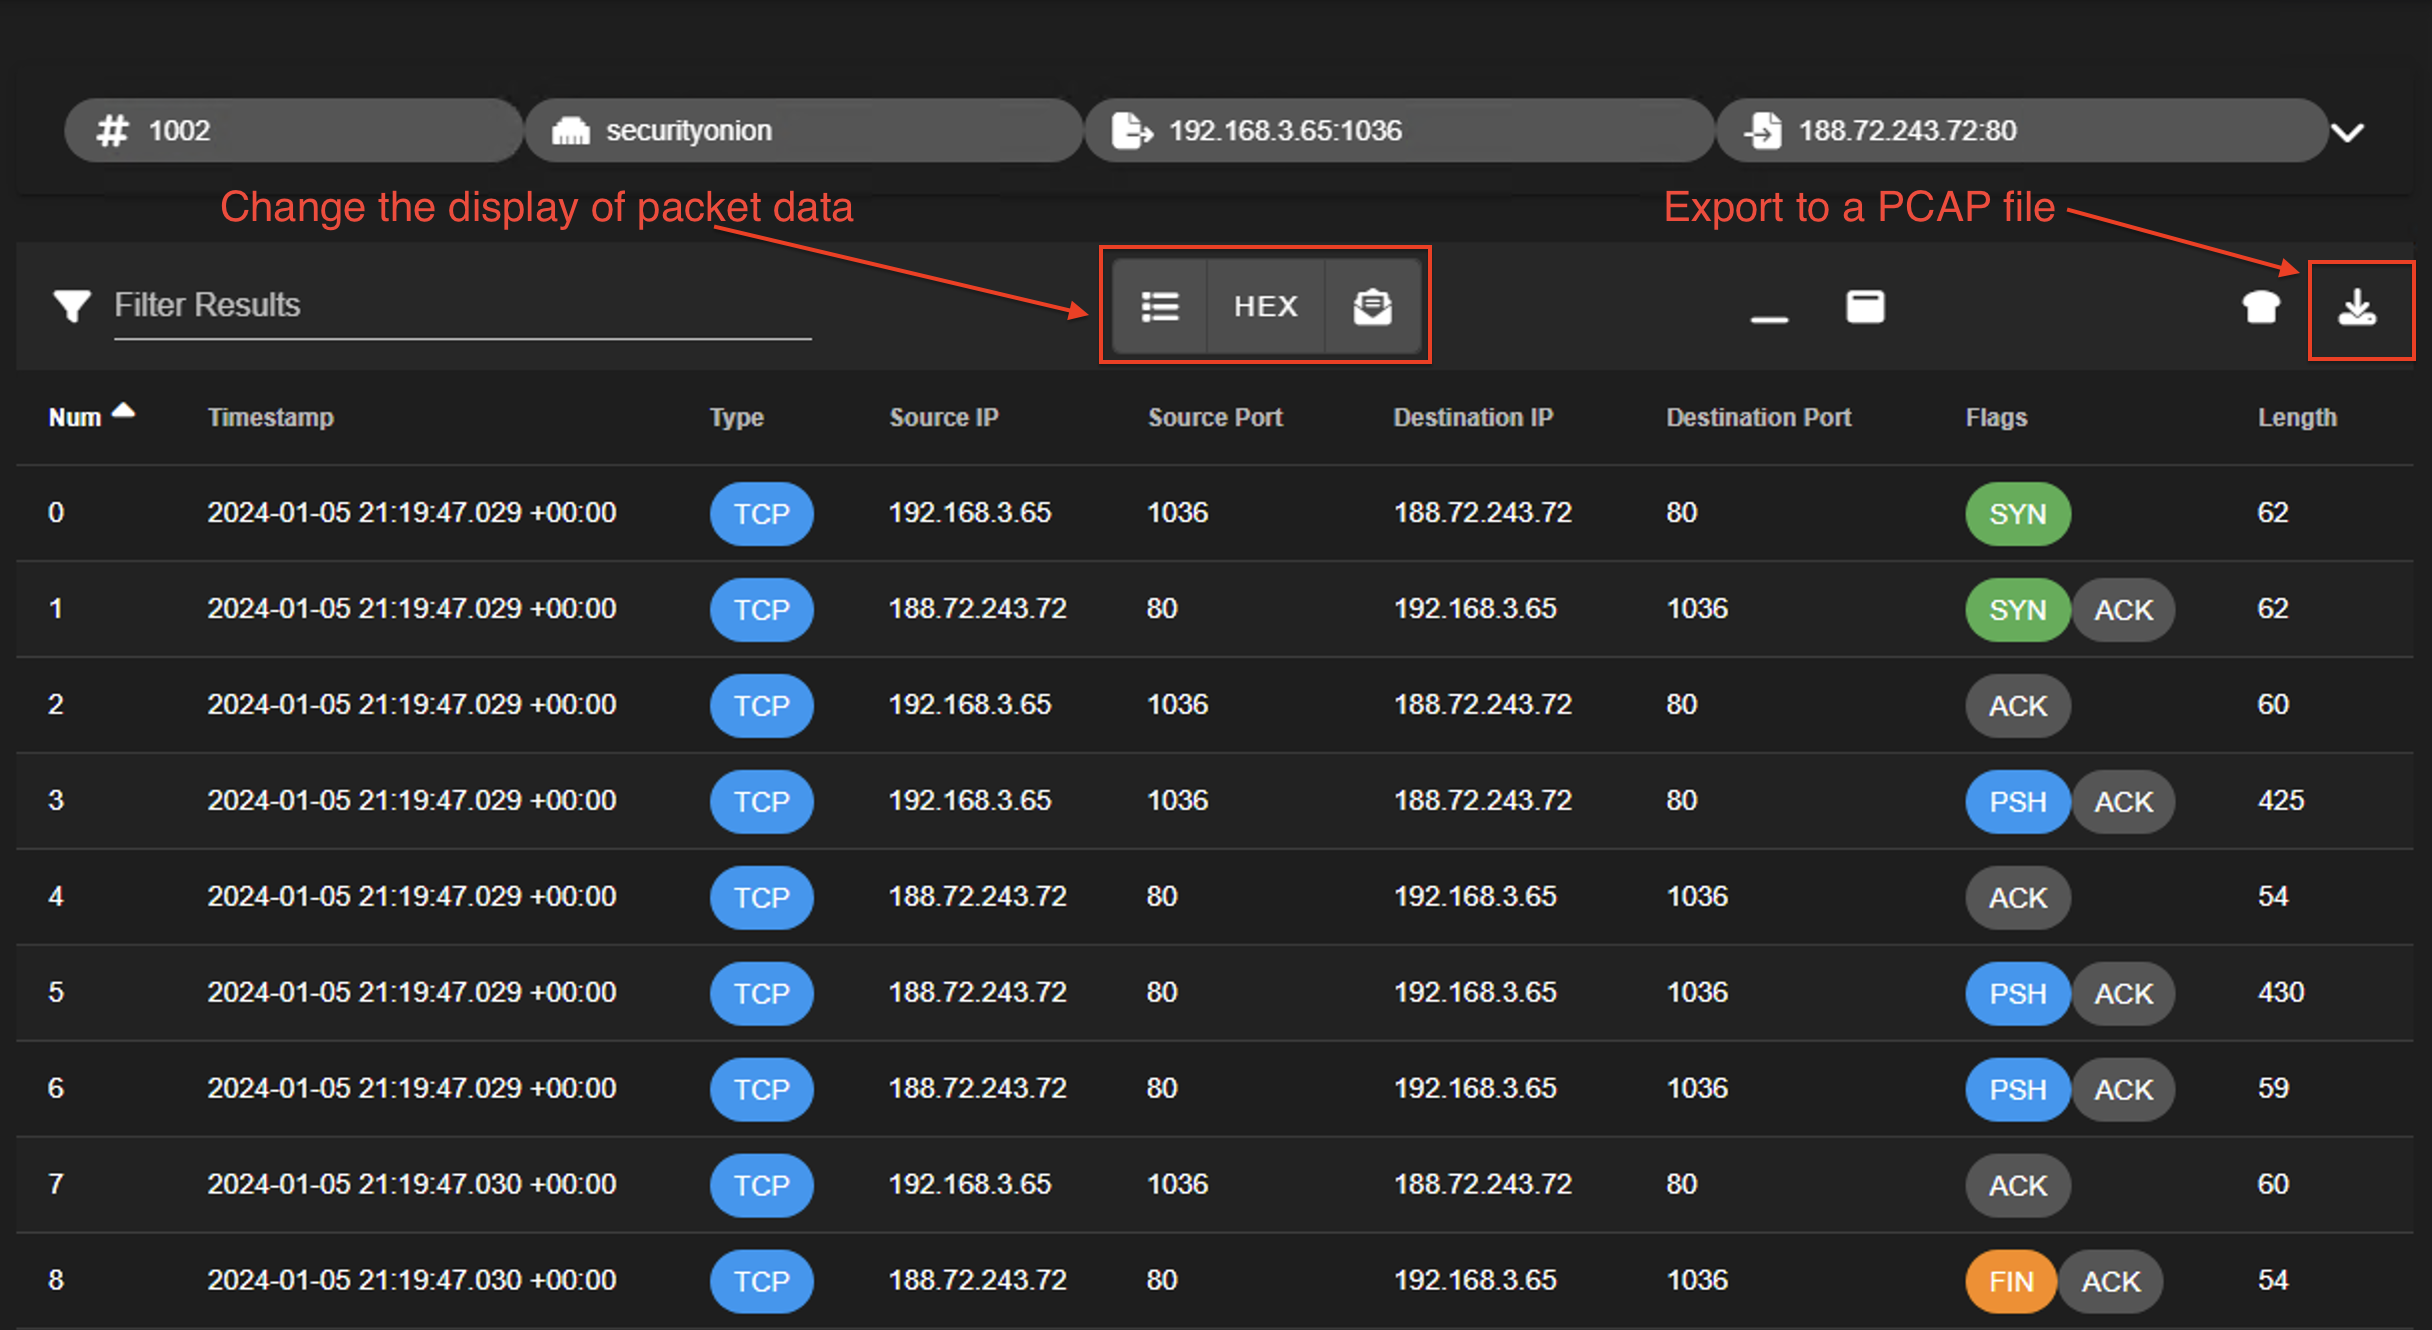 1002 securityonion 192.168.3.65:1036 188.72.243.72:80
Change the display of packet data Export to a PCAP file
Filter Results HEX
Num Timestamp Type Source IP Source Port Destination IP Destination Port Flags Length
0 2024-01-05 21:19:47.029 +00:00 TCP 192.168.3.65 1036 188.72.243.72 80 SYN 62
1 2024-01-05 21:19:47.029 +00:00 TCP 188.72.243.72 80 192.168.3.65 1036 SYN ACK 62
2 2024-01-05 21:19:47.029 +00:00 TCP 192.168.3.65 1036 188.72.243.72 80 ACK 60
3 2024-01-05 21:19:47.029 +00:00 TCP 192.168.3.65 1036 188.72.243.72 80 PSH ACK 425
4 2024-01-05 21:19:47.029 +00:00 TCP 188.72.243.72 80 192.168.3.65 1036 ACK 54
5 2024-01-05 21:19:47.029 +00:00 TCP 188.72.243.72 80 192.168.3.65 1036 PSH ACK 430
6 2024-01-05 21:19:47.029 +00:00 TCP 188.72.243.72 80 192.168.3.65 1036 PSH ACK 59
7 2024-01-05 21:19:47.030 +00:00 TCP 192.168.3.65 1036 188.72.243.72 80 ACK 60
8 2024-01-05 21:19:47.030 +00:00 TCP 188.72.243.72 80 192.168.3.65 1036 FIN ACK 54